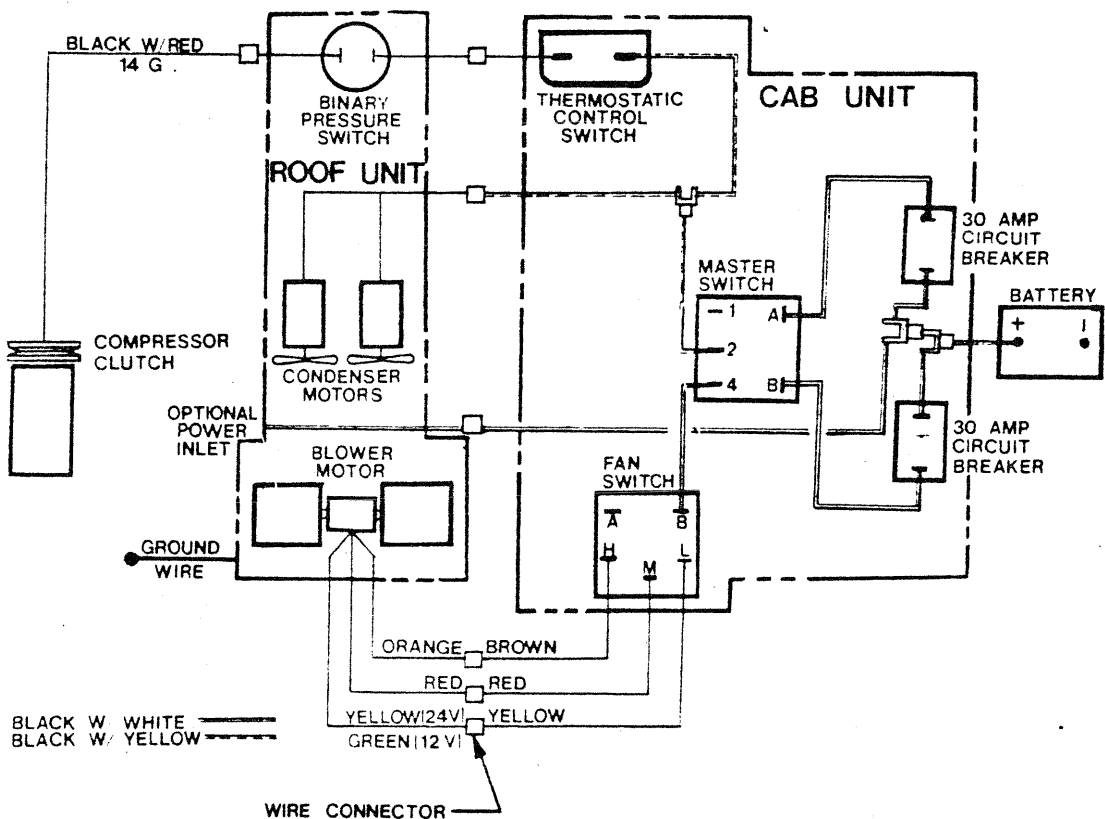 BLACK W/RED
14 G
BINARY
PRESSURE
SWITCH
THERMOSTATIC
CONTROL
SWITCH
CAB UNIT
ROOF UNIT
30 AMP
CIRCUIT
BREAKER
MASTER
SWITCH
1
A
2
4
B
BATTERY
+
COMPRESSOR
CLUTCH
CONDENSER
MOTORS
OPTIONAL
POWER
INLET
30 AMP
CIRCUIT
BREAKER
BLOWER
MOTOR
FAN
SWITCH
A
B
H
M
L
GROUND
WIRE
ORANGE
BROWN
RED
RED
YELLOW(24V)
YELLOW
GREEN(12V)
BLACK W/ WHITE
BLACK W/ YELLOW
WIRE CONNECTOR